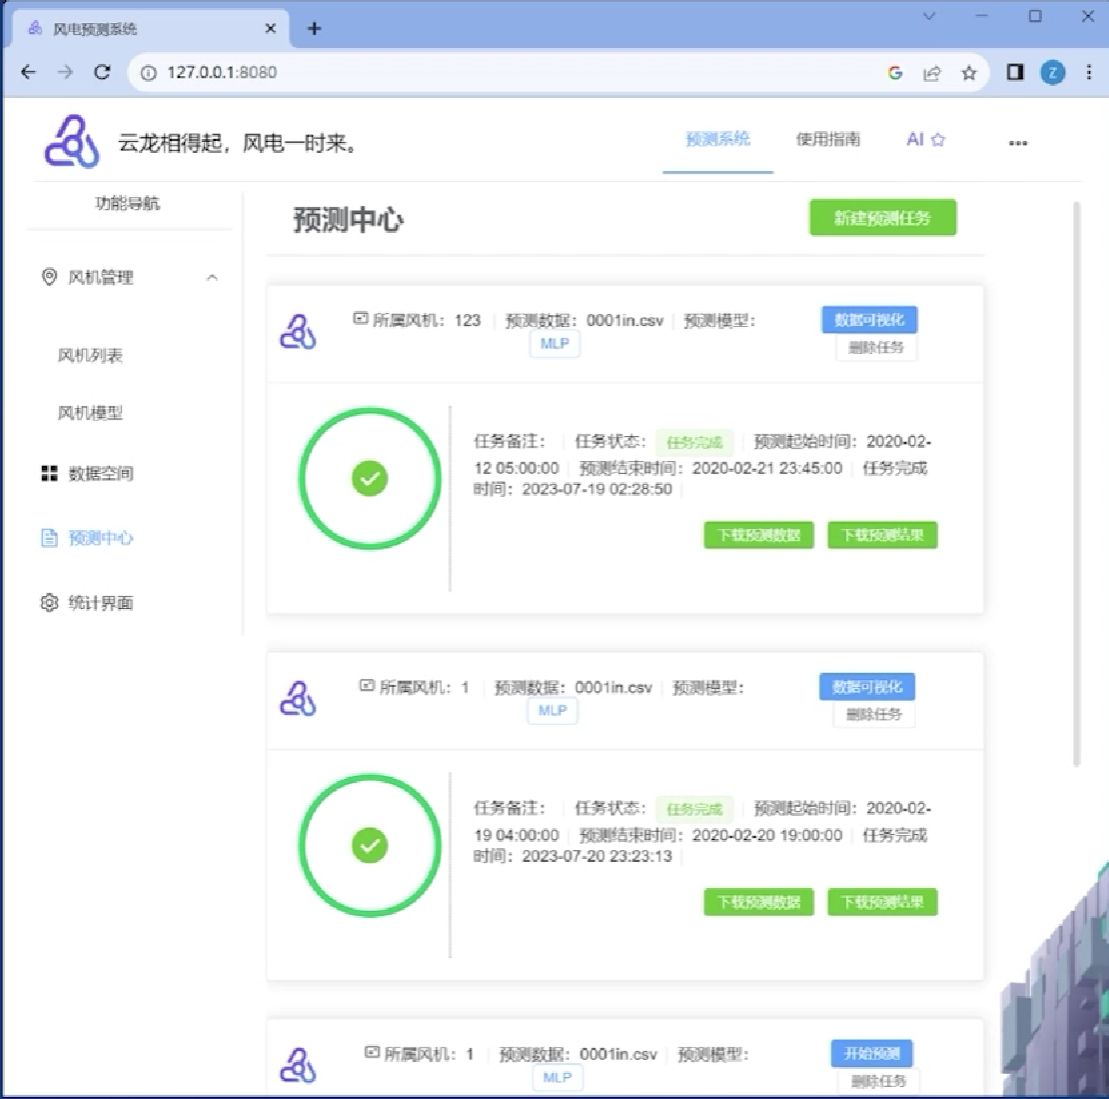 风电预测系统
127.0.0.1:8080
Z
云龙相得起，风电一时来。
预测系统
使用指南
AI
功能导航
风机管理
风机列表
风机模型
数据空间
预测中心
统计界面
预测中心
新建预测任务
所属风机：123 预测数据：0001in.csv 预测模型：
MLP
数据可视化
删除任务
任务备注： 任务状态： 任务完成 预测起始时间：2020-02-
12 05:00:00 预测结束时间：2020-02-21 23:45:00 任务完成
时间：2023-07-19 02:28:50
下载预测数据 下载预测结果
所属风机：1 预测数据：0001in.csv 预测模型：
MLP
数据可视化
删除任务
任务备注： 任务状态： 任务完成 预测起始时间：2020-02-
19 04:00:00 预测结束时间：2020-02-20 19:00:00 任务完成
时间：2023-07-20 23:23:13
下载预测数据 下载预测结果
所属风机：1 预测数据：0001in.csv 预测模型：
MLP
开始预测
删除任务